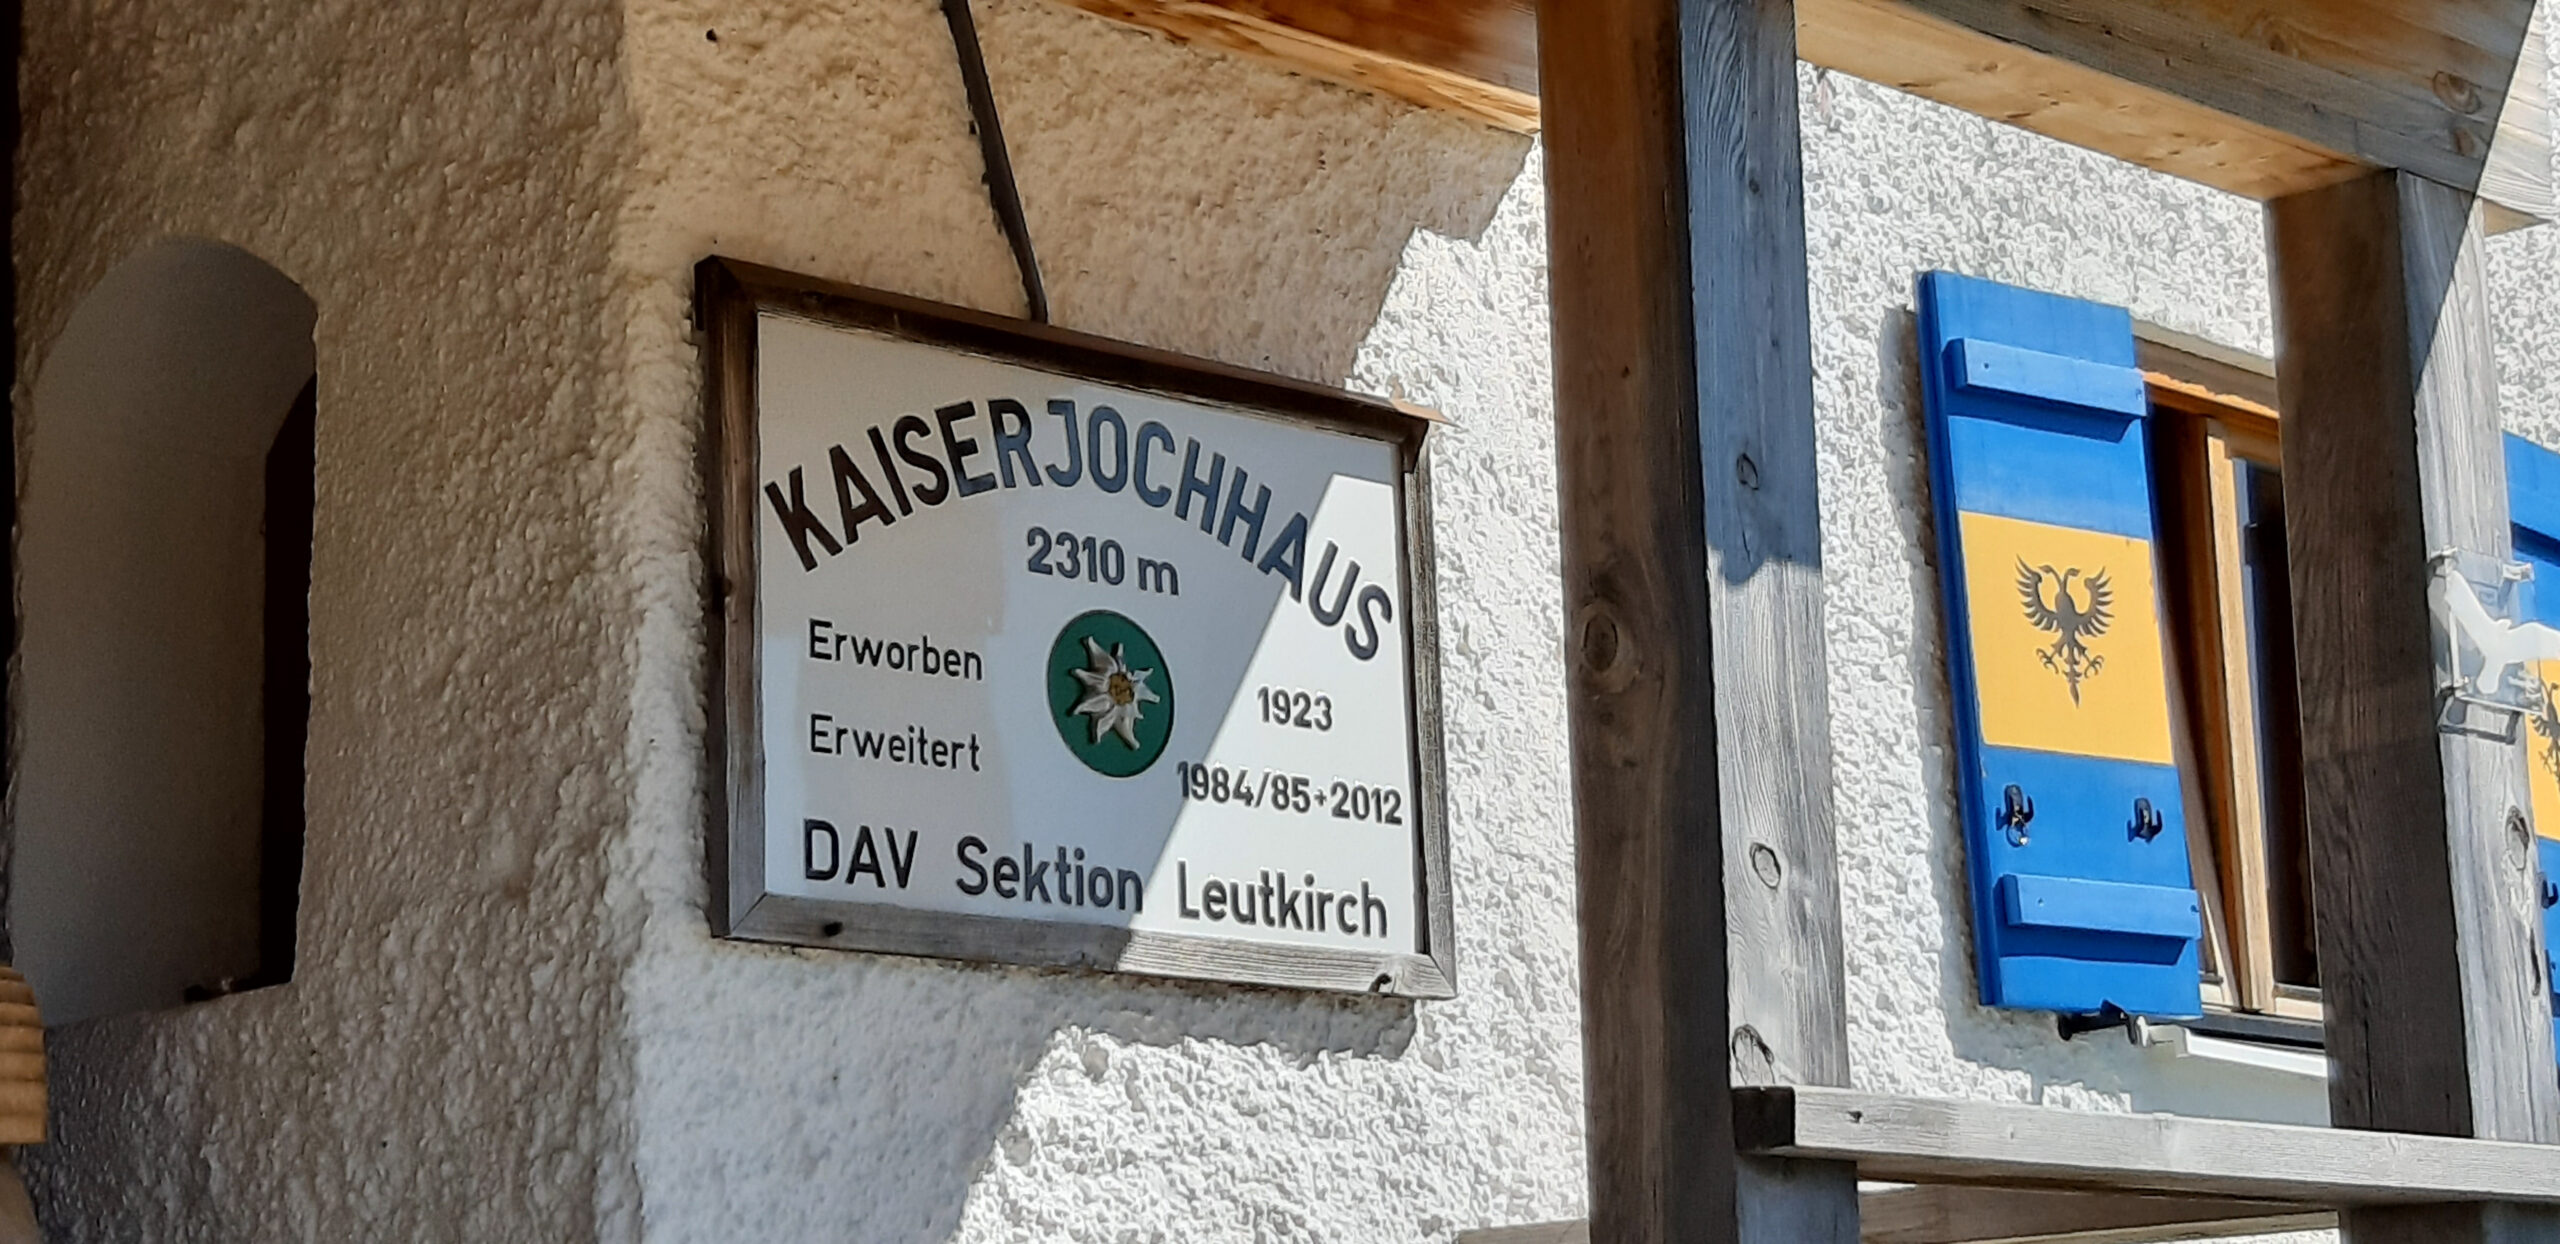 KAISERJOCHHAUS
2310 m
Erworben 1923
Erweitert 1984/85+2012
DAV Sektion Leutkirch